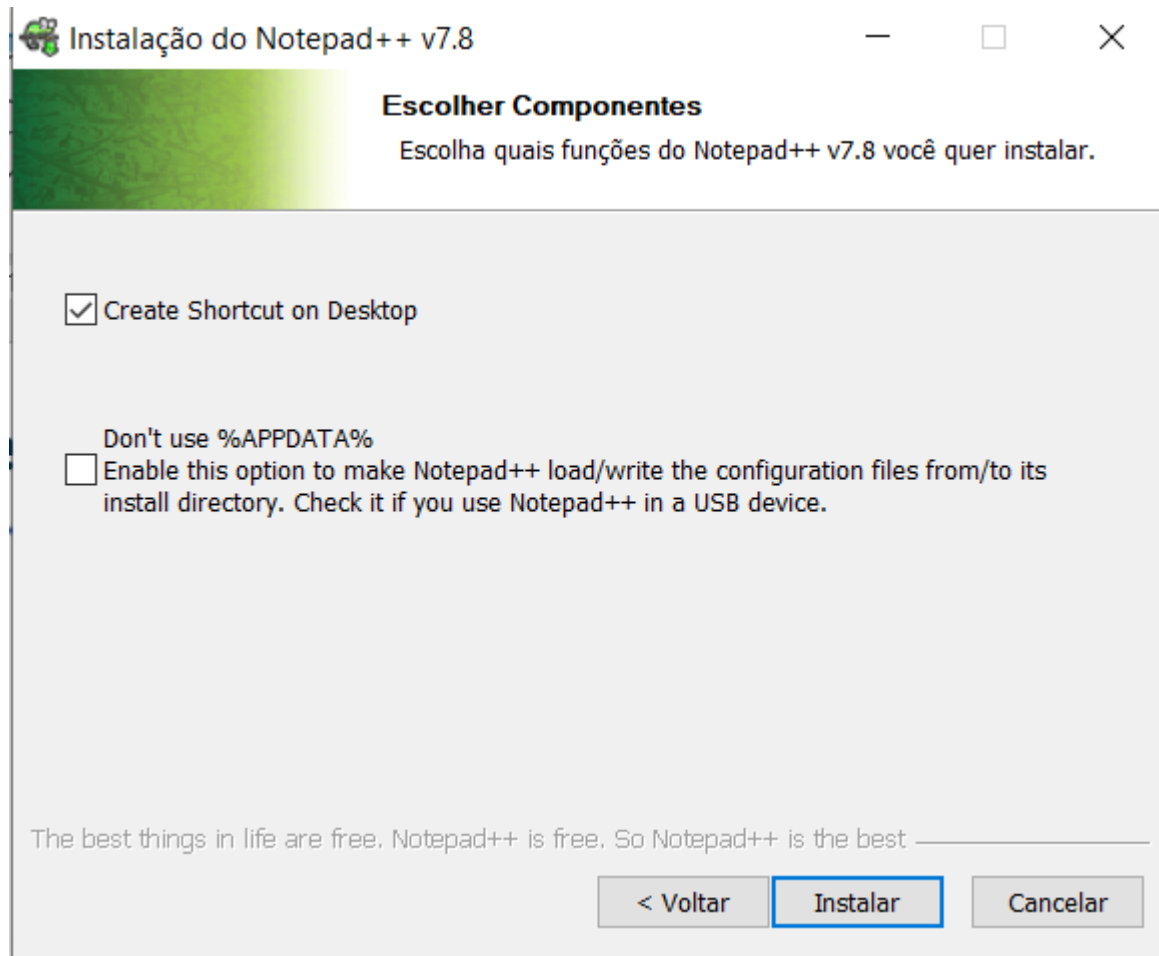 Instalação do Notepad++ v7.8
Escolher Componentes
Escolha quais funções do Notepad++ v7.8 você quer instalar.
Create Shortcut on Desktop
Don't use %APPDATA%
Enable this option to make Notepad++ load/write the configuration files from/to its
install directory. Check it if you use Notepad++ in a USB device.
The best things in life are free. Notepad++ is free. So Notepad++ is the best
< Voltar
Instalar
Cancelar